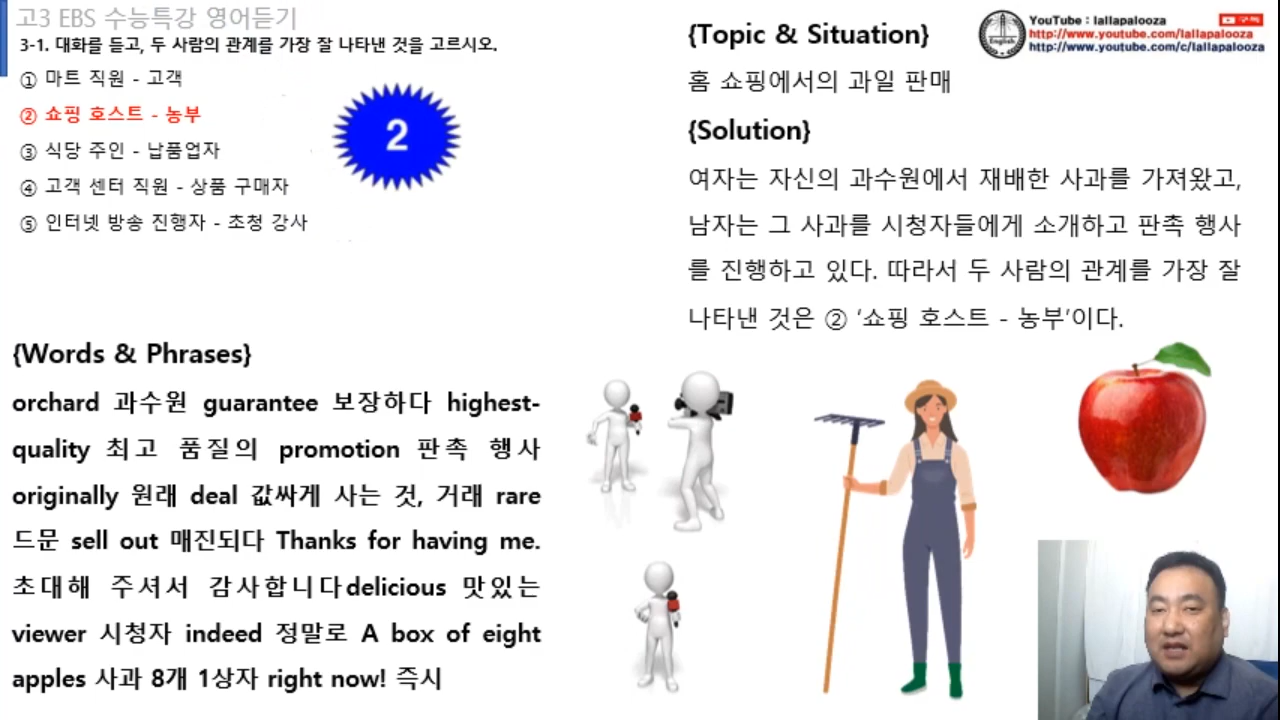 고3 EBS 수능특강 영어듣기
3-1. 대화를 듣고, 두 사람의 관계를 가장 잘 나타낸 것을 고르시오.
① 마트 직원 - 고객
② 쇼핑 호스트 - 농부
③ 식당 주인 - 납품업자
④ 고객 센터 직원 - 상품 구매자
⑤ 인터넷 방송 진행자 - 초청 강사
2
{Words & Phrases}
orchard 과수원 guarantee 보장하다 highest-
quality 최고 품질의 promotion 판촉 행사
originally 원래 deal 값싸게 사는 것, 거래 rare
드문 sell out 매진되다 Thanks for having me.
초대해 주셔서 감사합니다delicious 맛있는
viewer 시청자 indeed 정말로 A box of eight
apples 사과 8개 1상자 right now! 즉시
{Topic & Situation}
홈 쇼핑에서의 과일 판매
{Solution}
여자는 자신의 과수원에서 재배한 사과를 가져왔고,
남자는 그 사과를 시청자들에게 소개하고 판촉 행사
를 진행하고 있다. 따라서 두 사람의 관계를 가장 잘
나타낸 것은 ② ‘쇼핑 호스트 - 농부’이다.
English
YouTube : lallapalooza
구독
http://www.youtube.com/lallapalooza
http://www.youtube.com/c/lallapalooza